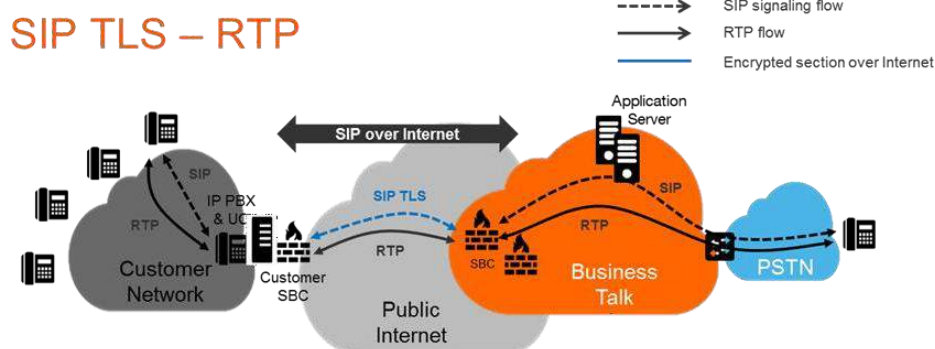 SIP TLS – RTP
SIP signaling flow
RTP flow
Encrypted section over Internet
Application
Server
SIP over Internet
SIP
IP PBX
& UC
RTP
SIP TLS
RTP
SIP
RTP
SBC
Customer
Network
Customer
SBC
Public
Internet
Business
Talk
PSTN